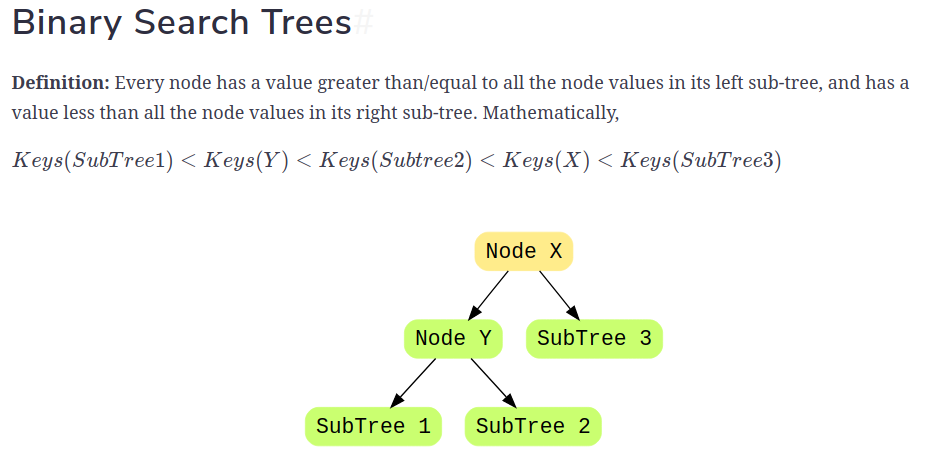 Binary Search Trees#
Definition: Every node has a value greater than/equal to all the node values in its left sub-tree, and has a
value less than all the node values in its right sub-tree. Mathematically,
Keys(SubTree1) < Keys(Y) < Keys(Subtree2) < Keys(X) < Keys(SubTree3)
Node X
Node Y SubTree 3
SubTree 1 SubTree 2